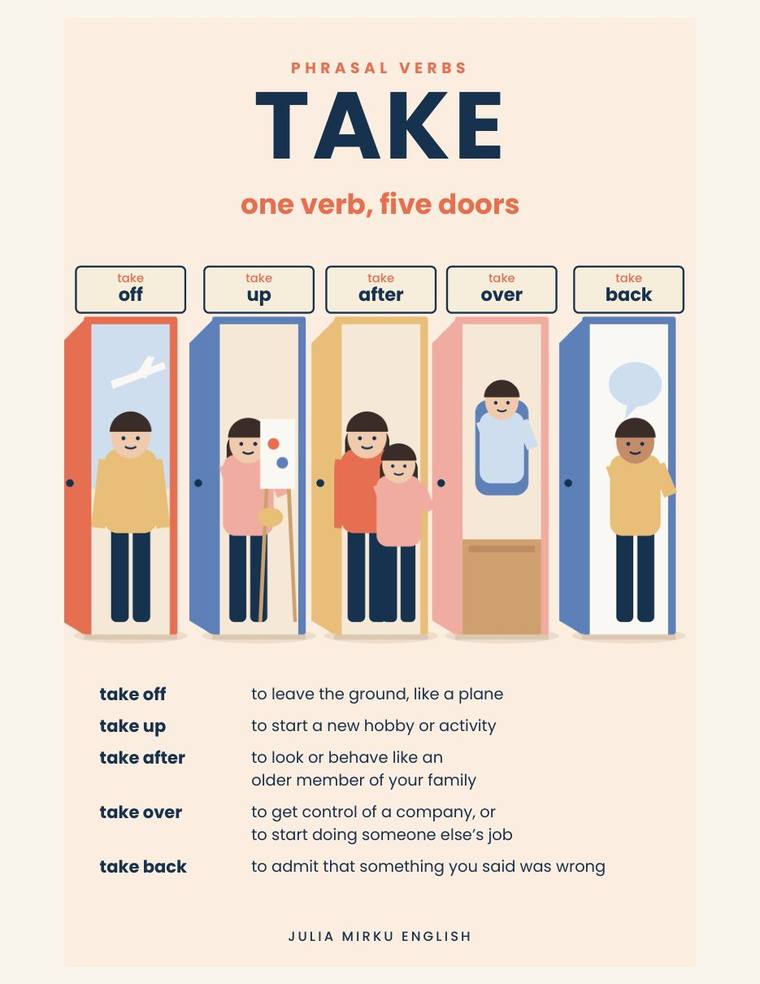 PHRASAL VERBS
TAKE
one verb, five doors
take
off
take
up
take
after
take
over
take
back
take off
to leave the ground, like a plane
take up
to start a new hobby or activity
take after
to look or behave like an
older member of your family
take over
to get control of a company, or
to start doing someone else’s job
take back
to admit that something you said was wrong
JULIA MIRKU ENGLISH